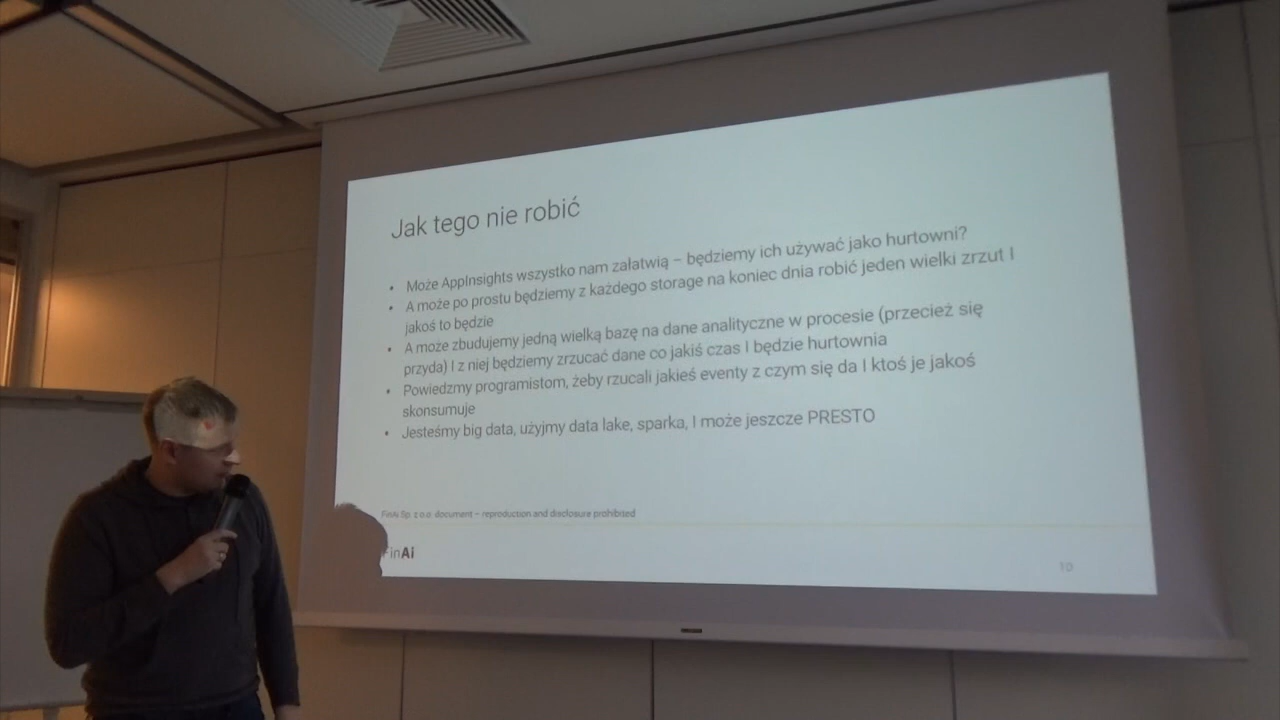 Jak tego nie robić
• Może AppInsights wszystko nam załatwią – będziemy ich używać jako hurtowni?
• A może po prostu będziemy z każdego storage na koniec dnia robić jeden wielki zrzut I
jakoś to będzie
• A może zbudujemy jedną wielką bazę na dane analityczne w procesie (przecież się
przyda) I z niej będziemy zrzucać dane co jakiś czas I będzie hurtownia
• Powiedzmy programistom, żeby rzucali jakieś eventy z czym się da I ktoś je jakoś
skonsumuje
• Jesteśmy big data, użyjmy data lake, sparka, I może jeszcze PRESTO
FinAi Sp. z o.o. document – reproduction and disclosure prohibited
FinAi
10